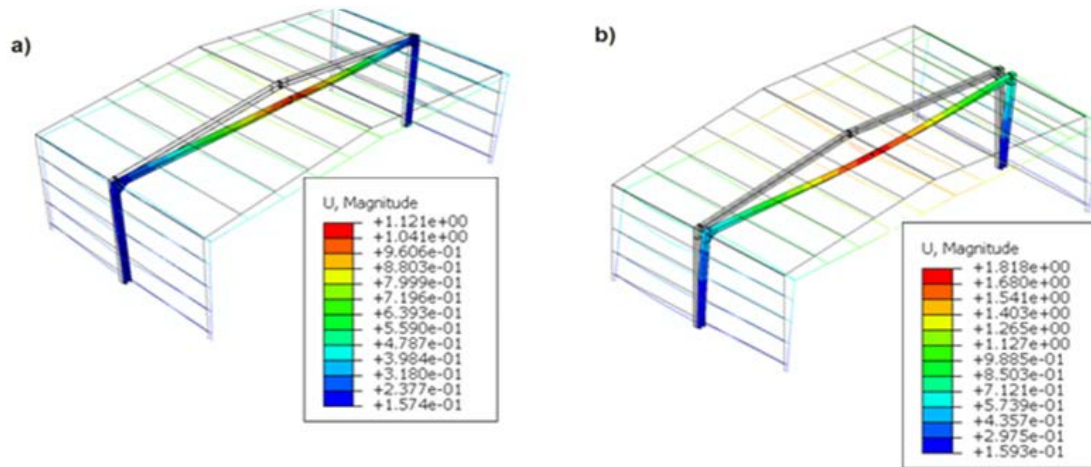 a)
U, Magnitude
+1.121e+00
+1.041e+00
+9.606e-01
+8.803e-01
+7.999e-01
+7.196e-01
+6.393e-01
+5.590e-01
+4.787e-01
+3.984e-01
+3.180e-01
+2.377e-01
+1.574e-01
b)
U, Magnitude
+1.818e+00
+1.680e+00
+1.541e+00
+1.403e+00
+1.265e+00
+1.127e+00
+9.885e-01
+8.503e-01
+7.121e-01
+5.739e-01
+4.357e-01
+2.975e-01
+1.593e-01